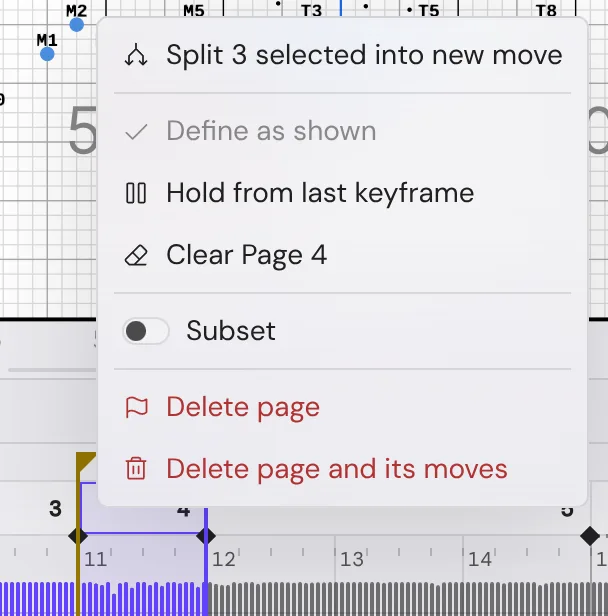 M2 M5 T3 T5 T8
M1
Split 3 selected into new move
Define as shown
Hold from last keyframe
Clear Page 4
Subset
Delete page
Delete page and its moves
3 4 5
11 12 13 14